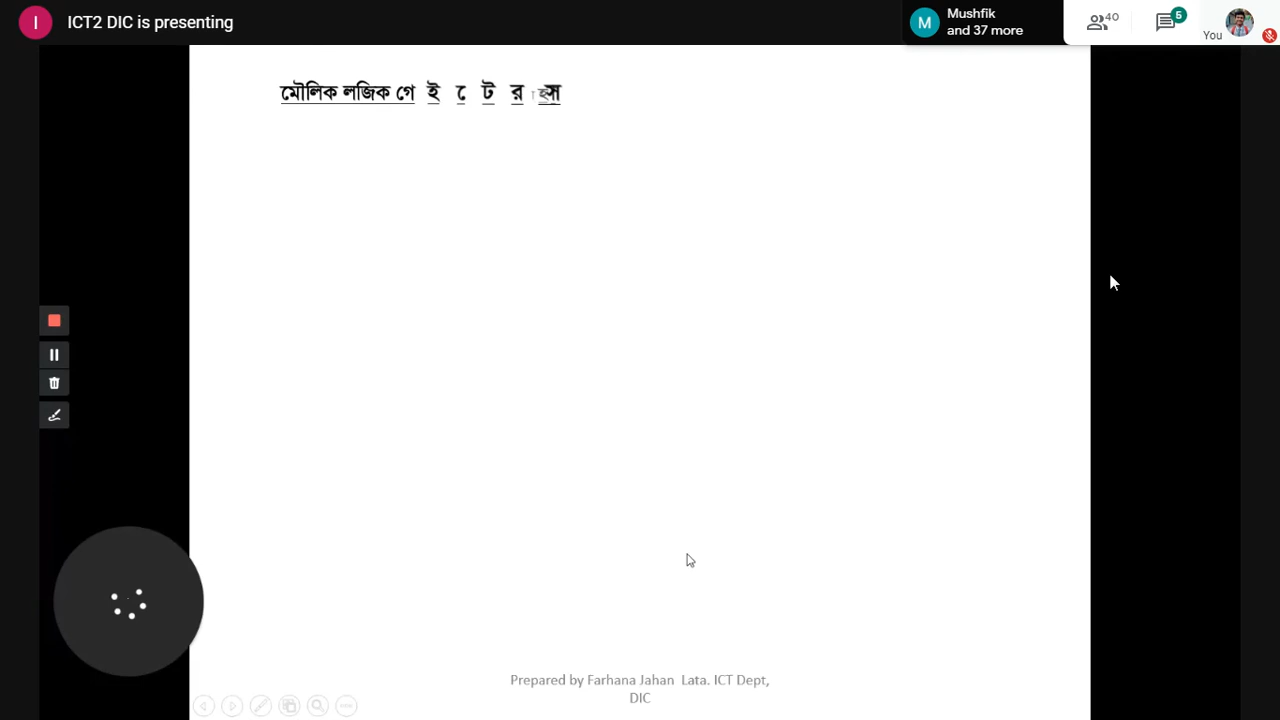 I
ICT2 DIC is presenting
M
Mushfik
and 37 more
40
5
You
মৌলিক লজিক গেইটের
Prepared by Farhana Jahan Lata. ICT Dept,
DIC